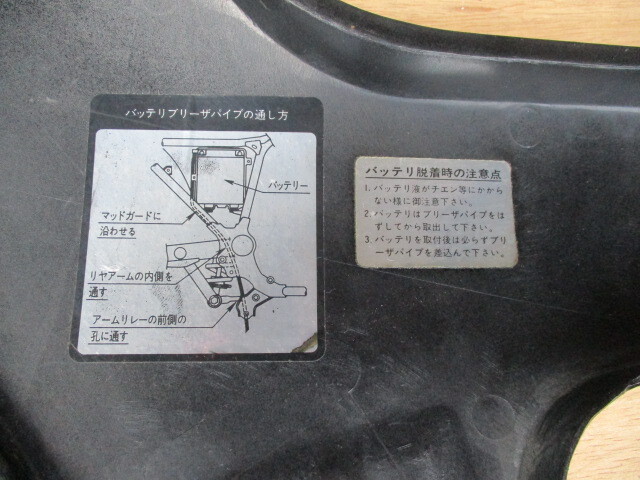 バッテリブリーザパイプの通し方
バッテリー
マッドガードに
沿わせる
リヤアームの内側を
通す
アームリレーの前側の
孔に通す
バッテリ脱着時の注意点
1. バッテリ液がチエン等にかから
ない様に御注意下さい。
2. バッテリはブリーザパイプをは
ずしてから取出して下さい。
3. バッテリを取付後は必らずブリ
ーザパイプを差込んで下さい。